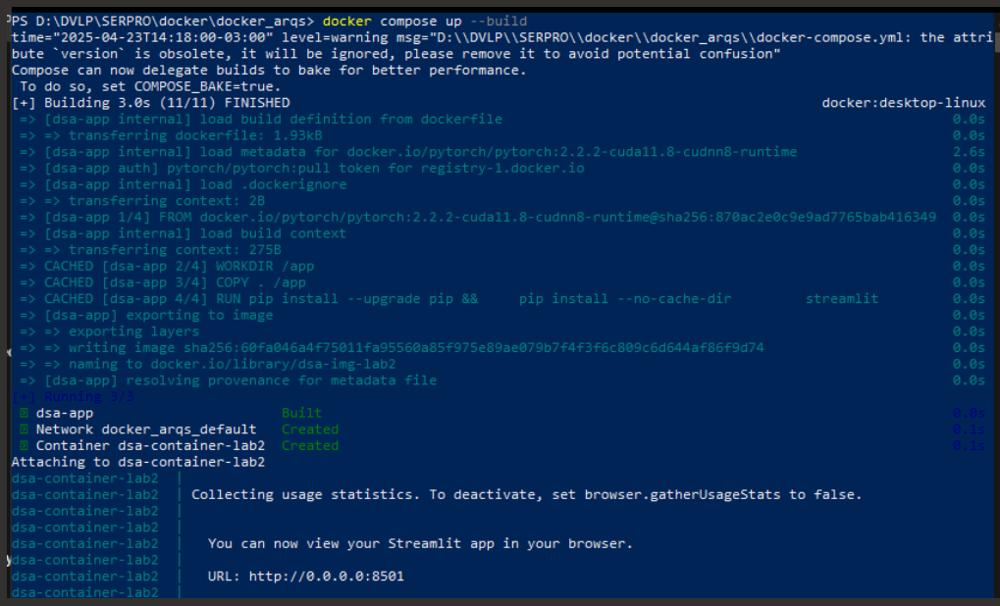 PS D:\DVLP\SERPRO\docker\docker_arqs> docker compose up --build
time="2025-04-23T14:18:00-03:00" level=warning msg="D:\\DVLP\\SERPRO\\docker\\docker_arqs\\docker-compose.yml: the attri
bute `version` is obsolete, it will be ignored, please remove it to avoid potential confusion"
Compose can now delegate builds to bake for better performance.
 To do so, set COMPOSE_BAKE=true.
[+] Building 3.0s (11/11) FINISHED docker:desktop-linux
 => [dsa-app internal] load build definition from dockerfile 0.0s
 => => transferring dockerfile: 1.93kB 0.0s
 => [dsa-app internal] load metadata for docker.io/pytorch/pytorch:2.2.2-cuda11.8-cudnn8-runtime 2.6s
 => [dsa-app auth] pytorch/pytorch:pull token for registry-1.docker.io 0.0s
 => [dsa-app internal] load .dockerignore 0.0s
 => => transferring context: 2B 0.0s
 => [dsa-app 1/4] FROM docker.io/pytorch/pytorch:2.2.2-cuda11.8-cudnn8-runtime@sha256:870ac2e0c9e9ad7765bab416349 0.0s
 => [dsa-app internal] load build context 0.0s
 => => transferring context: 275B 0.0s
 => CACHED [dsa-app 2/4] WORKDIR /app 0.0s
 => CACHED [dsa-app 3/4] COPY . /app 0.0s
 => CACHED [dsa-app 4/4] RUN pip install --upgrade pip && pip install --no-cache-dir streamlit 0.0s
 => [dsa-app] exporting to image 0.0s
 => => exporting layers 0.0s
 => => writing image sha256:60fa046a4f75011fa95560a85f975e89ae079b7f4f3f6c809c6d644af86f9d74 0.0s
 => => naming to docker.io/library/dsa-img-lab2 0.0s
 => [dsa-app] resolving provenance for metadata file 0.0s
[+] Running 3/3
 dsa-app Built 0.0s
 Network docker_arqs_default Created 0.1s
 Container dsa-container-lab2 Created 0.1s
Attaching to dsa-container-lab2
dsa-container-lab2 |
dsa-container-lab2 | Collecting usage statistics. To deactivate, set browser.gatherUsageStats to false.
dsa-container-lab2 |
dsa-container-lab2 |
dsa-container-lab2 | You can now view your Streamlit app in your browser.
dsa-container-lab2 |
dsa-container-lab2 | URL: http://0.0.0.0:8501
dsa-container-lab2 |